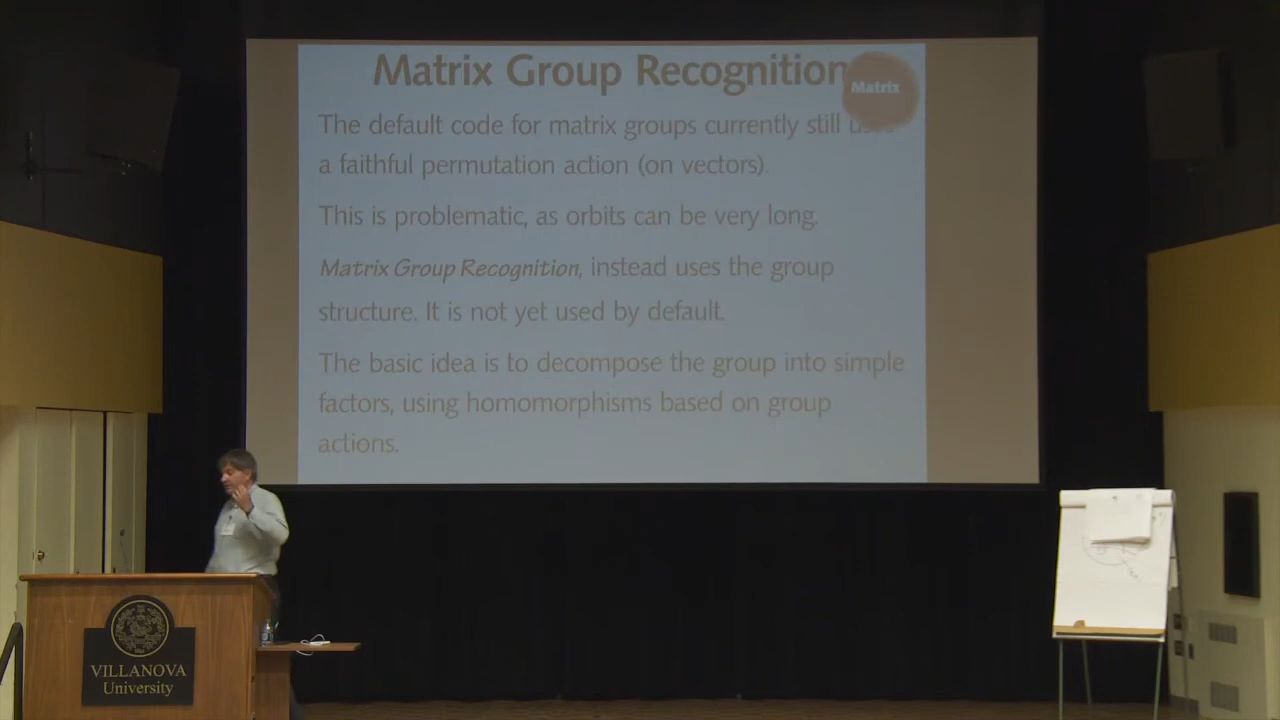 Matrix Group Recognition
Matrix
The default code for matrix groups currently still
a faithful permutation action (on vectors).
This is problematic, as orbits can be very long.
Matrix Group Recognition, instead uses the group
structure. It is not yet used by default.
The basic idea is to decompose the group into simple
factors, using homomorphisms based on group
actions.
VILLANOVA
University